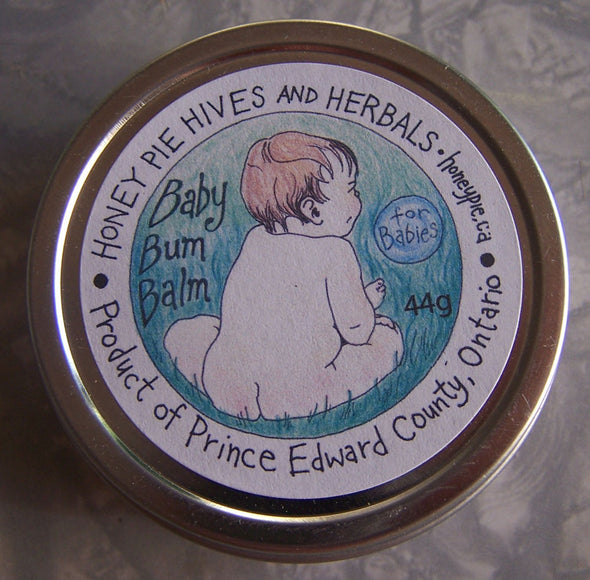 HONEY PIE HIVES AND HERBALS • honeypie.ca
Baby
Bum
Balm
for
Babies
44g
Product of Prince Edward County, Ontario